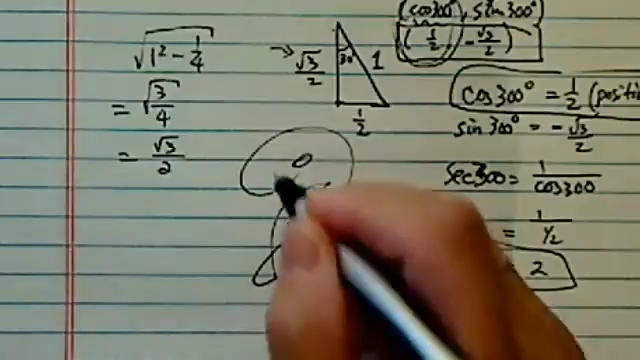 (cos300°, sin300°)
(1/2, -√3/2)
√(1² - 1/4)
= √(3/4)
= √3/2
→ √3/2
30°
1
1/2
cos300° = 1/2 (positi
sin300° = -√3/2
sec300 = 1/cos300
= 1/(1/2)
2